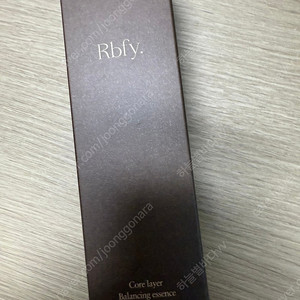 Rbfy.
Core layer
Balancing essence